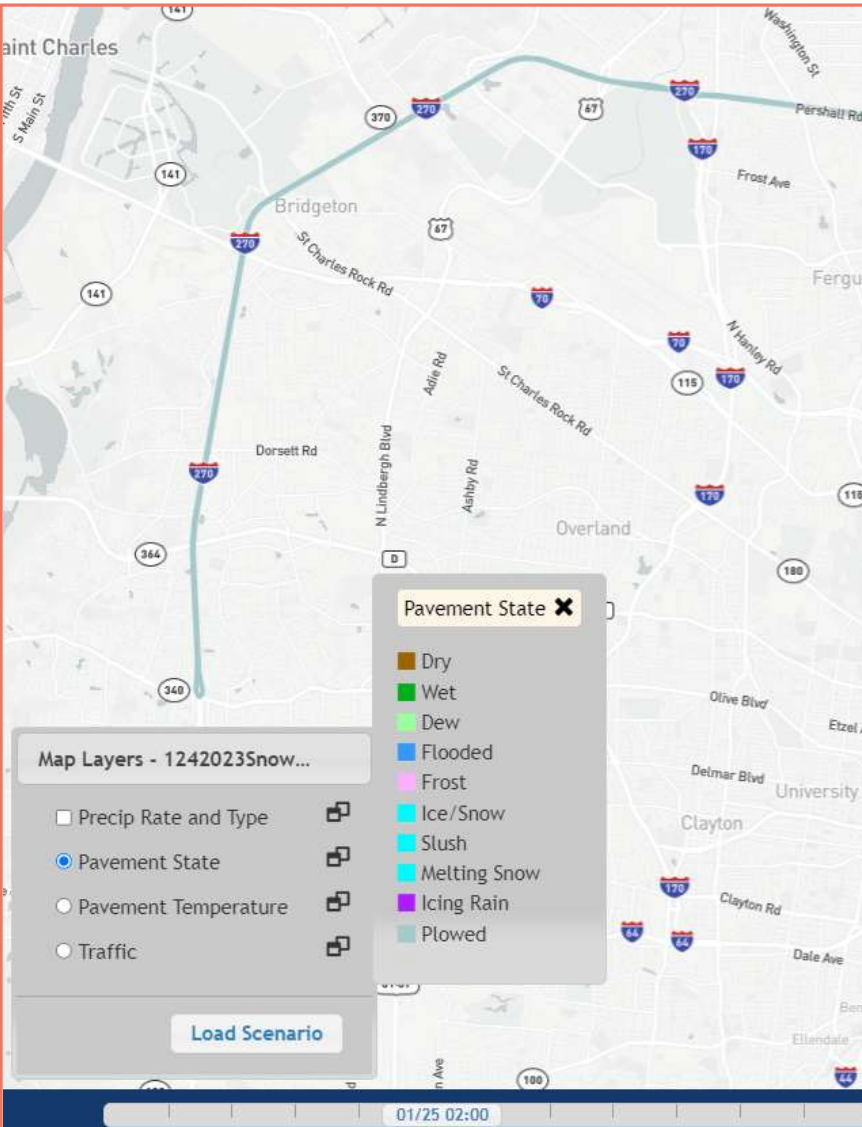 141
aint Charles
Washington St
Fifth St
S Main St
270
270
67
370
Pershall Rd
170
141
Frost Ave
Bridgeton
67
270
St Charles Rock Rd
Fergu
141
70
N Hanley Rd
70
Adie Rd
St Charles Rock Rd
115
170
Dorsett Rd
N Lindbergh Blvd
Ashby Rd
270
170
115
Overland
364
D
180
Pavement State ✖
Dry
Wet
Dew
Flooded
Frost
Ice/Snow
Slush
Melting Snow
Icing Rain
Plowed
340
Olive Blvd
Etzel
Map Layers - 1242023Snow...
Precip Rate and Type
Pavement State
Pavement Temperature
Traffic
Load Scenario
Delmar Blvd
University
Clayton
170
Clayton Rd
64
64
Dale Ave
Ben
Ellendale
n Ave
100
44
01/25 02:00